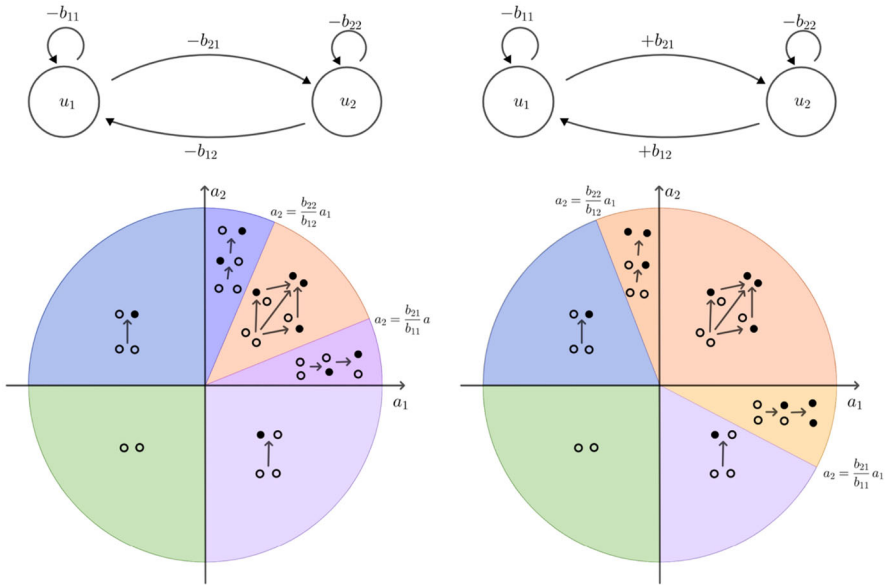 −b₁₁ −b₂₂ −b₁₁ −b₂₂
−b₂₁ +b₂₁
u₁ u₂ u₁ u₂
−b₁₂ +b₁₂
a₂ a₂
a₂ = b₂₂/b₁₂ a₁ a₂ = b₂₂/b₁₂ a₁
a₂ = b₂₁/b₁₁ a
a₁ a₁
a₂ = b₂₁/b₁₁ a₁